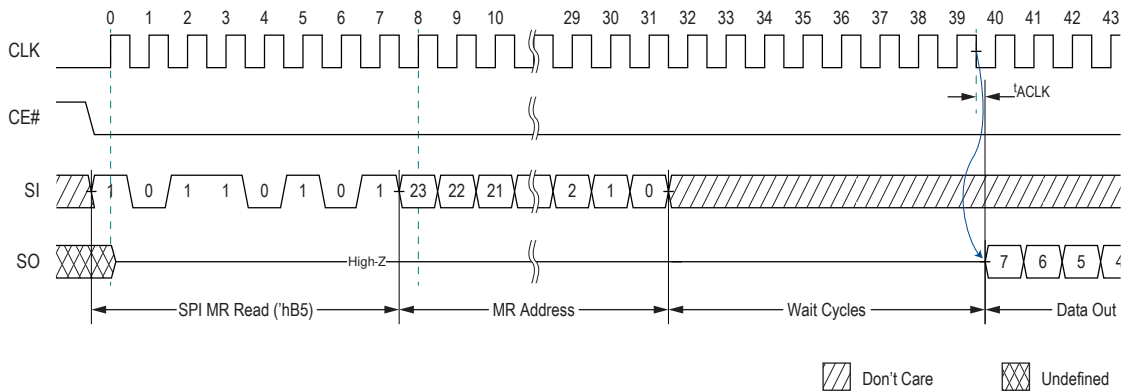 0 1 2 3 4 5 6 7 8 9 10 29 30 31 32 33 34 35 36 37 38 39 40 41 42 43
CLK
tACLK
CE#
SI 1 0 1 1 0 1 0 1 23 22 21 2 1 0
SO High-Z 7 6 5 4
SPI MR Read ('hB5) MR Address Wait Cycles Data Out
Don't Care Undefined